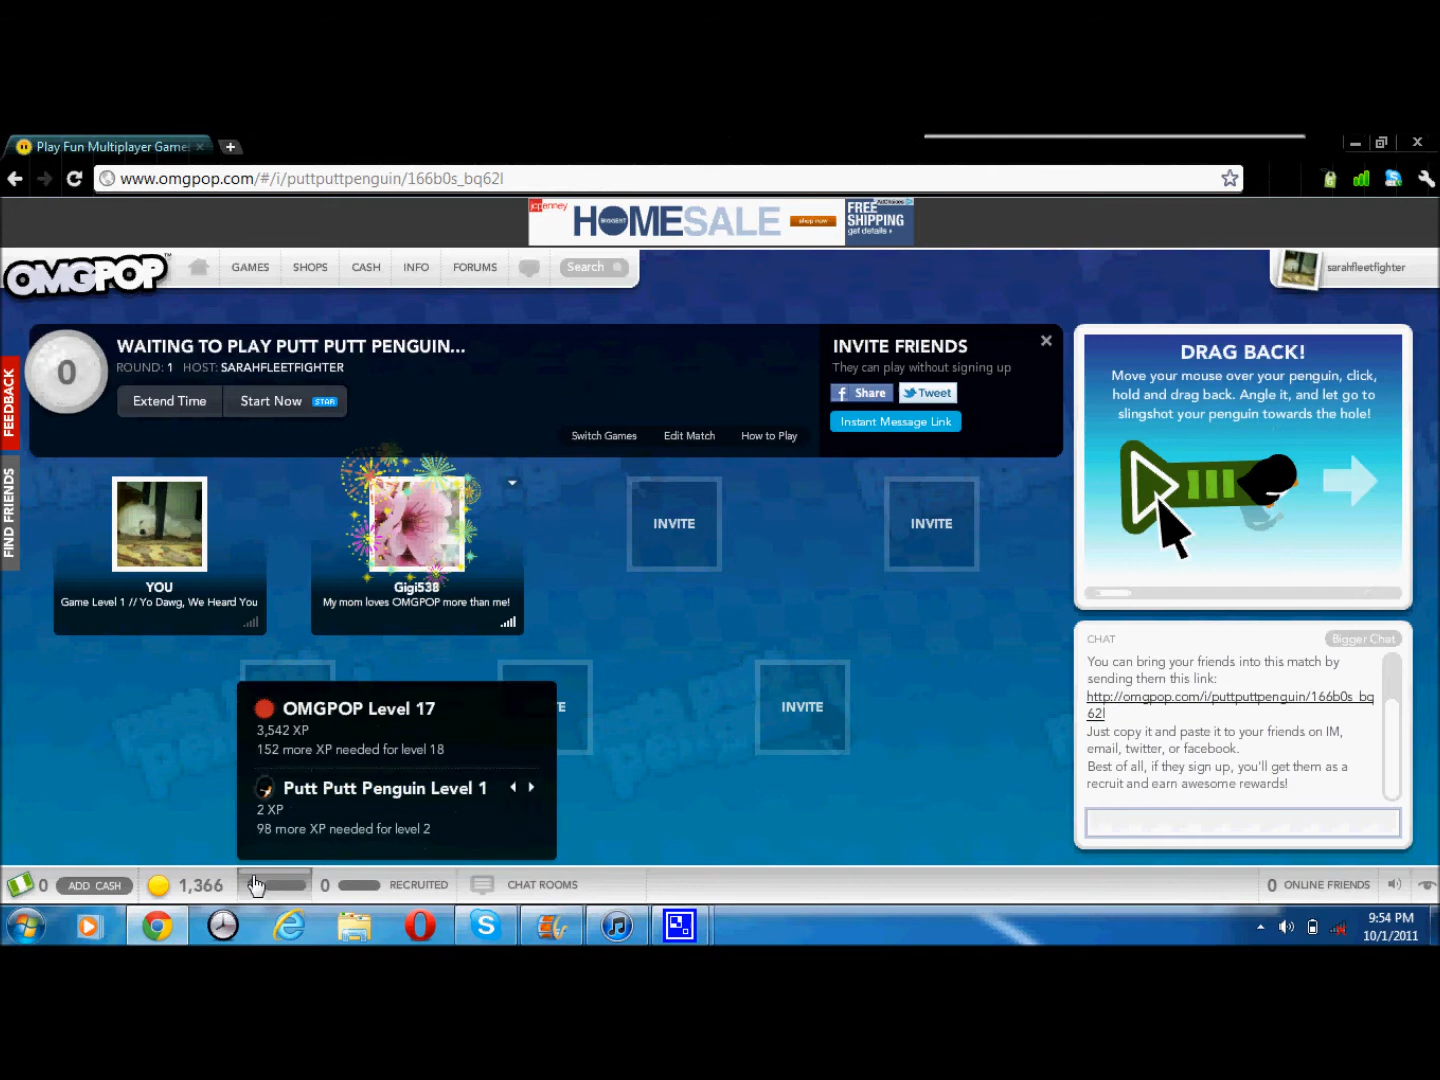 Play Fun Multiplayer Game
www.omgpop.com/#/i/puttputtpenguin/166b0s_bq62l
jcpenney
BIGGEST
HOMESALE
shop now
AdChoices
FREE
SHIPPING
get details
OMGPOP
GAMES
SHOPS
CASH
INFO
FORUMS
Search
sarahfleetfighter
FEEDBACK
FIND FRIENDS
0
WAITING TO PLAY PUTT PUTT PENGUIN...
ROUND: 1 HOST: SARAHFLEETFIGHTER
Extend Time
Start Now STAR
Switch Games
Edit Match
How to Play
INVITE FRIENDS
They can play without signing up
f Share
Tweet
Instant Message Link
DRAG BACK!
Move your mouse over your penguin, click,
hold and drag back. Angle it, and let go to
slingshot your penguin towards the hole!
YOU
Game Level 1 // Yo Dawg, We Heard You
Gigi538
My mom loves OMGPOP more than me!
INVITE
INVITE
TE
INVITE
OMGPOP Level 17
3,542 XP
152 more XP needed for level 18
Putt Putt Penguin Level 1
2 XP
98 more XP needed for level 2
CHAT
Bigger Chat
You can bring your friends into this match by
sending them this link:
http://omgpop.com/i/puttputtpenguin/166b0s_bq
62l
Just copy it and paste it to your friends on IM,
email, twitter, or facebook.
Best of all, if they sign up, you'll get them as a
recruit and earn awesome rewards!
0 ADD CASH
1,366
0 RECRUITED
CHAT ROOMS
0 ONLINE FRIENDS
9:54 PM
10/1/2011